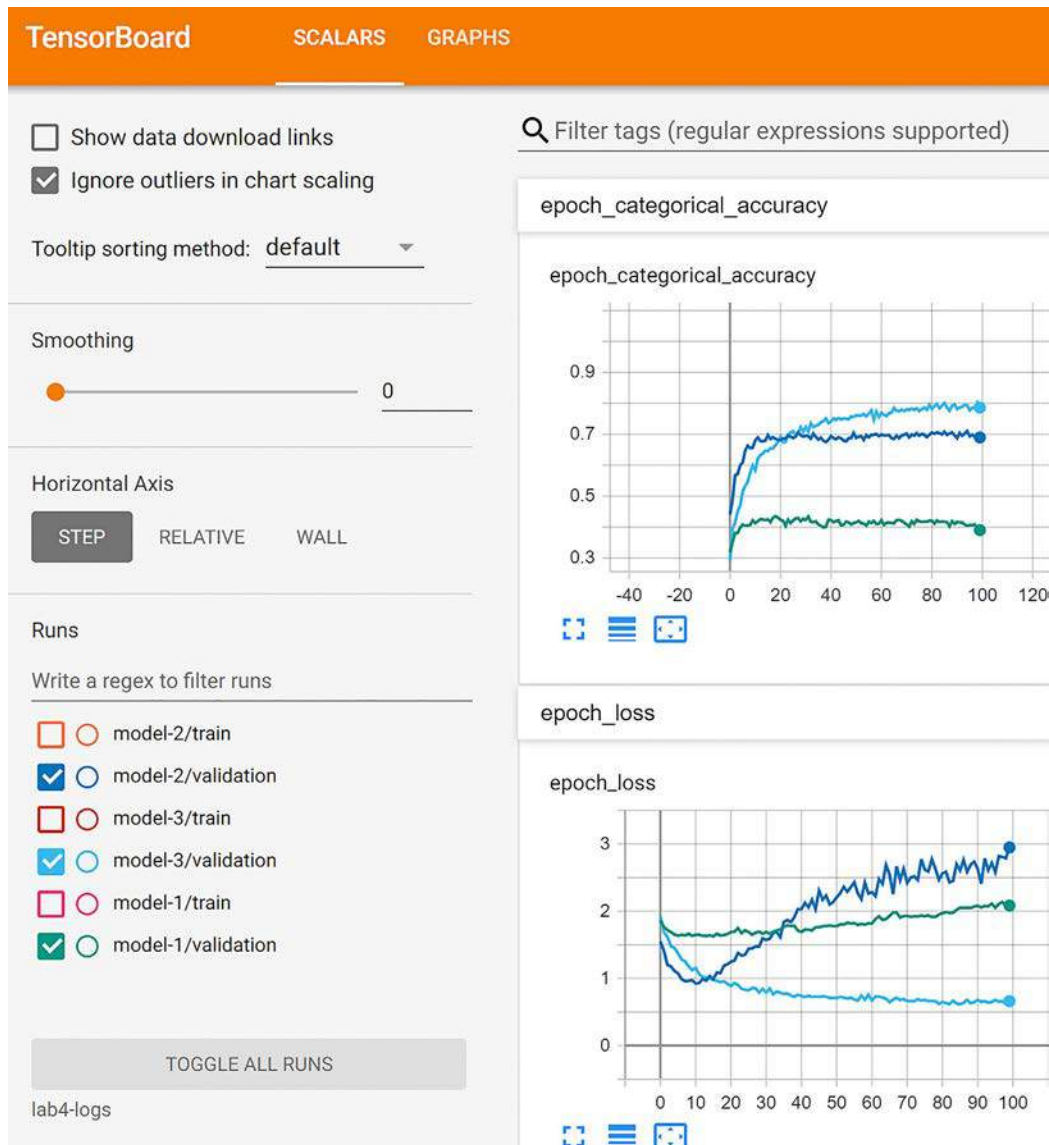 TensorBoard SCALARS GRAPHS
Show data download links
Ignore outliers in chart scaling
Tooltip sorting method: default
Smoothing
0
Horizontal Axis
STEP RELATIVE WALL
Runs
Write a regex to filter runs
model-2/train
model-2/validation
model-3/train
model-3/validation
model-1/train
model-1/validation
TOGGLE ALL RUNS
lab4-logs
Filter tags (regular expressions supported)
epoch_categorical_accuracy
epoch_categorical_accuracy
0.9
0.7
0.5
0.3
-40 -20 0 20 40 60 80 100 120
epoch_loss
epoch_loss
3
2
1
0
0 10 20 30 40 50 60 70 80 90 100